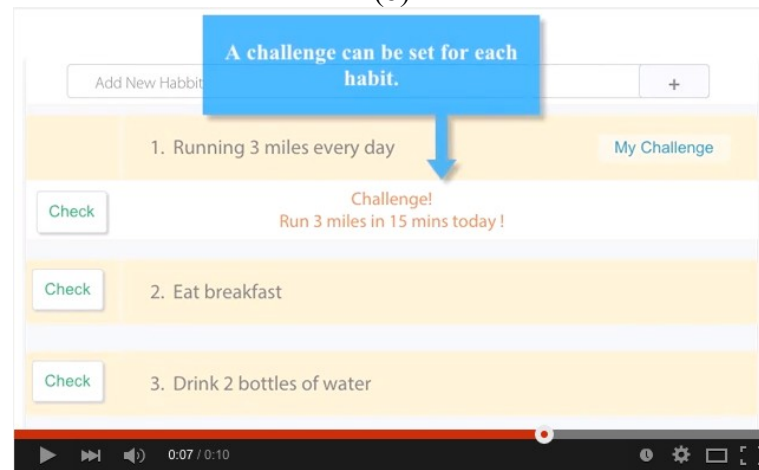 A challenge can be set for each
habit.
Add New Habbit
+
1. Running 3 miles every day
My Challenge
Challenge!
Check
Run 3 miles in 15 mins today !
Check
2. Eat breakfast
Check
3. Drink 2 bottles of water
0:07 / 0:10